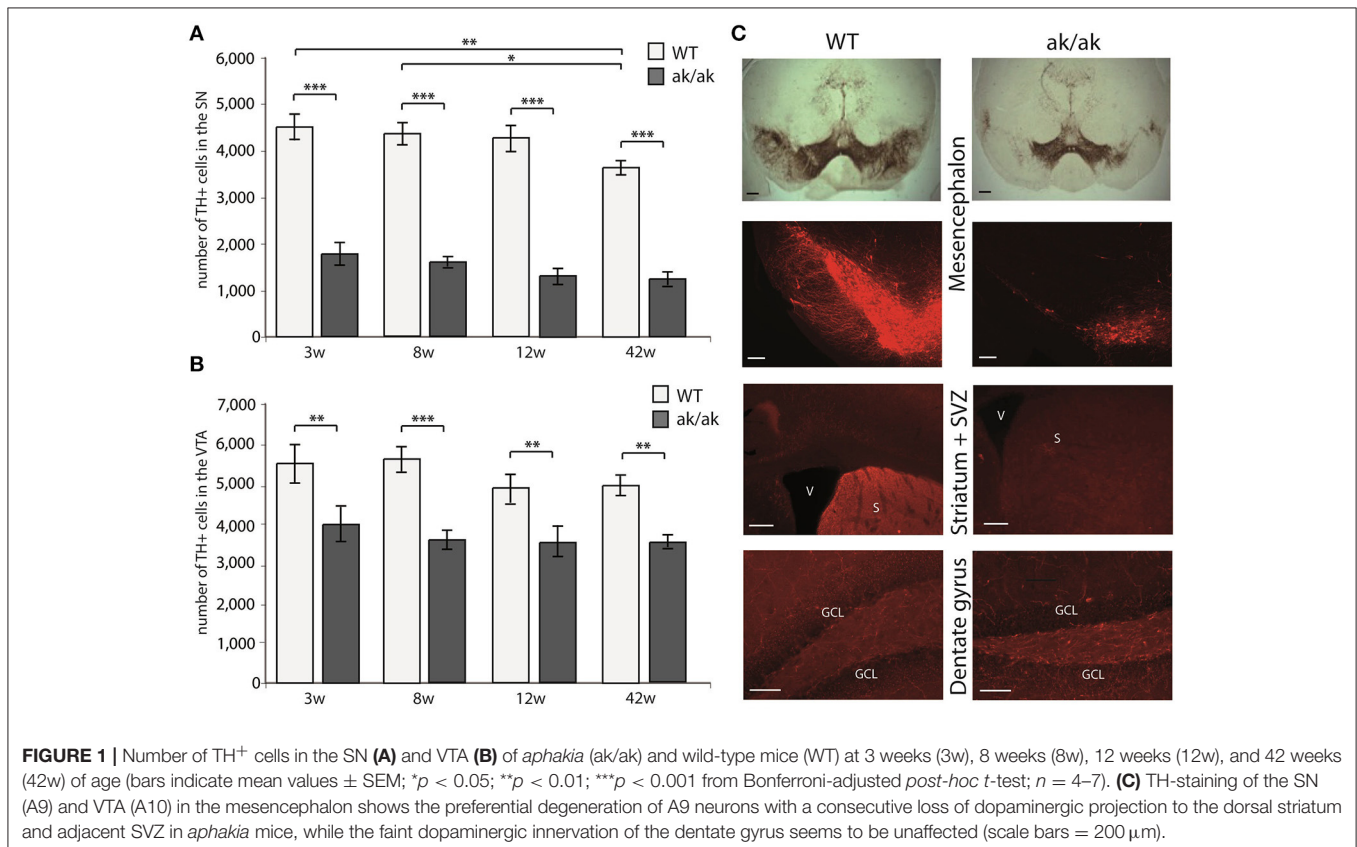 A
number of TH+ cells in the SN
6,000
5,000
4,000
3,000
2,000
1,000
0
**
*
***
***
***
***
WT
ak/ak
3w
8w
12w
42w
B
number of TH+ cells in the VTA
7,000
6,000
5,000
4,000
3,000
2,000
1,000
0
**
***
**
**
WT
ak/ak
3w
8w
12w
42w
C
WT
ak/ak
Mesencephalon
Striatum + SVZ
V
S
V
S
Dentate gyrus
GCL
GCL
GCL
GCL
FIGURE 1 | Number of TH+ cells in the SN (A) and VTA (B) of aphakia (ak/ak) and wild-type mice (WT) at 3 weeks (3w), 8 weeks (8w), 12 weeks (12w), and 42 weeks
(42w) of age (bars indicate mean values ± SEM; *p < 0.05; **p < 0.01; ***p < 0.001 from Bonferroni-adjusted post-hoc t-test; n = 4–7). (C) TH-staining of the SN
(A9) and VTA (A10) in the mesencephalon shows the preferential degeneration of A9 neurons with a consecutive loss of dopaminergic projection to the dorsal striatum
and adjacent SVZ in aphakia mice, while the faint dopaminergic innervation of the dentate gyrus seems to be unaffected (scale bars = 200 μm).